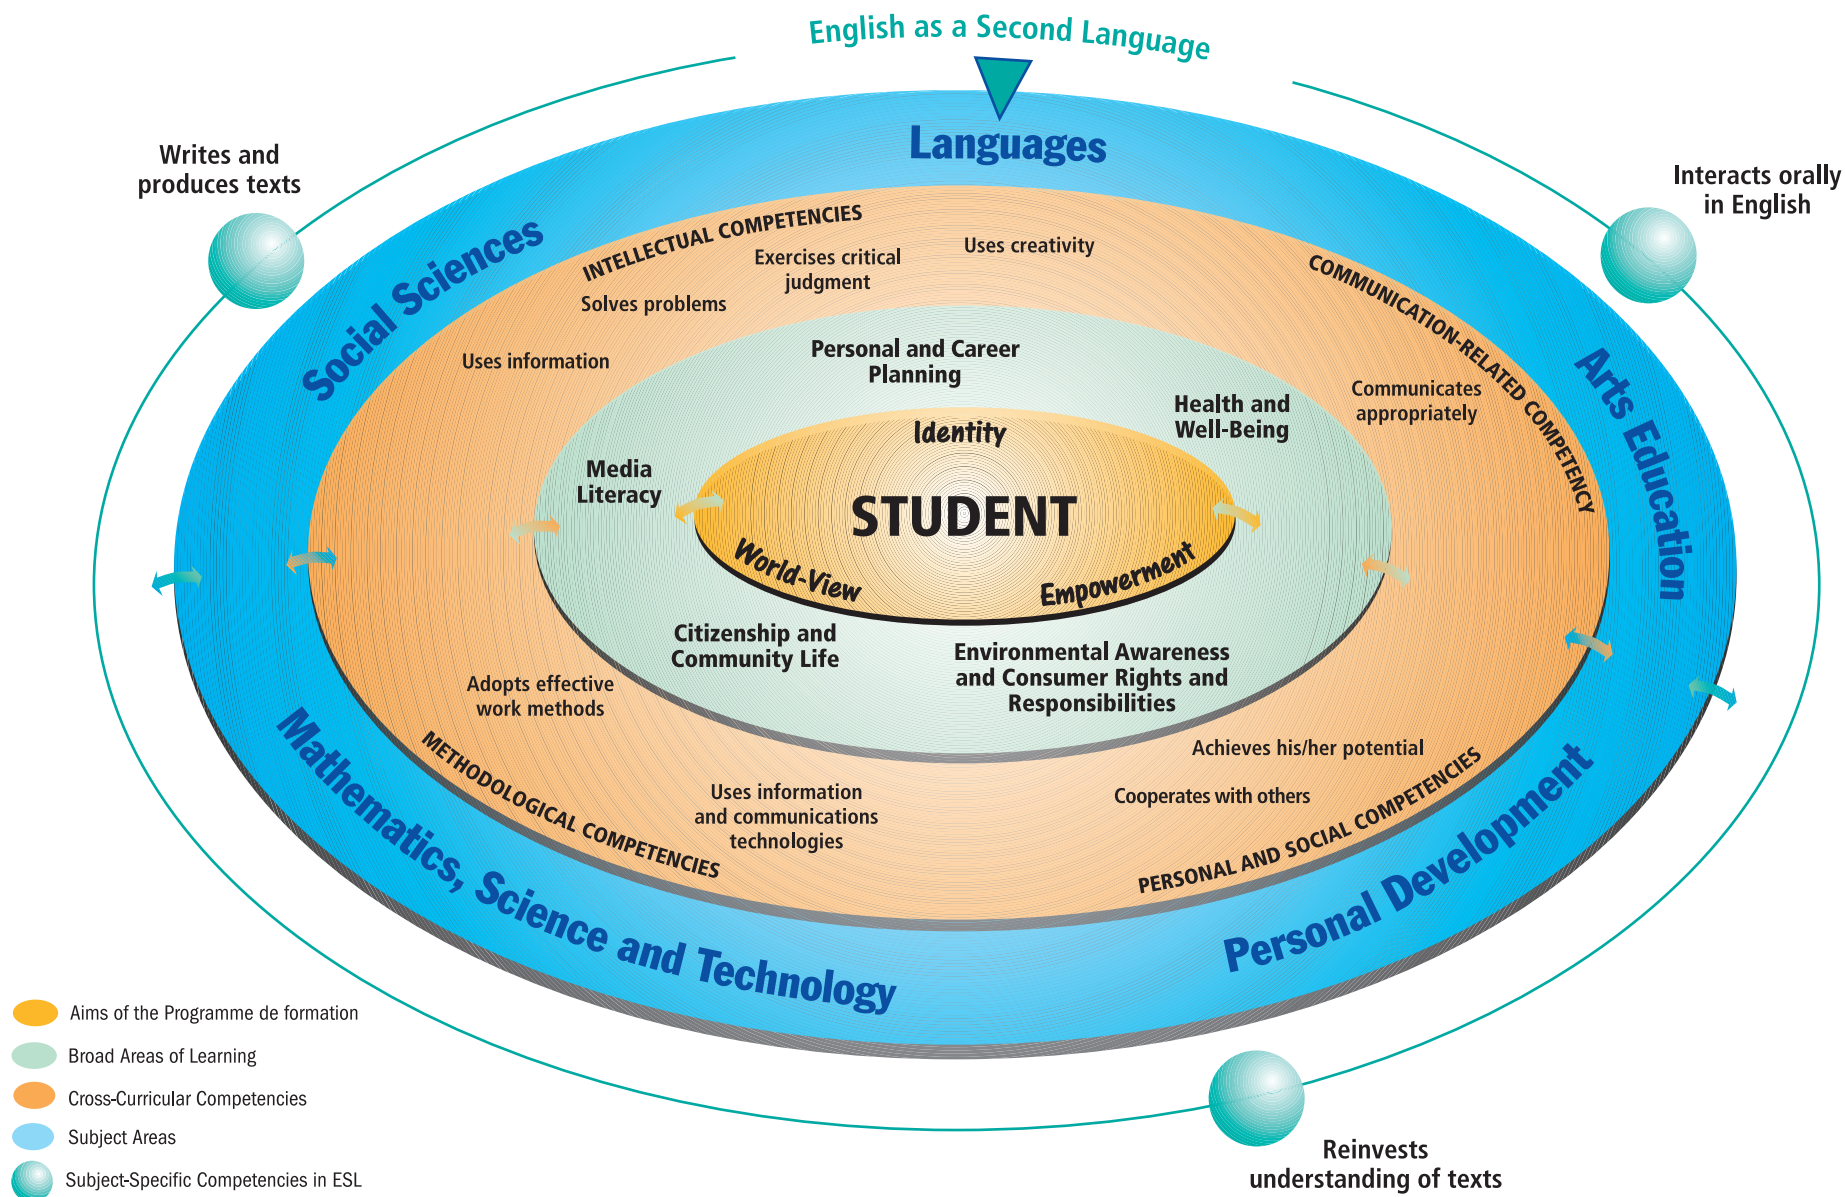 English as a Second Language
Languages
Writes and
produces texts
Interacts orally
in English
Social Sciences
INTELLECTUAL COMPETENCIES
Exercises critical
judgment
Uses creativity
Solves problems
Uses information
COMMUNICATION-RELATED COMPETENCY
Communicates
appropriately
Arts Education
Personal and Career
Planning
Health and
Well-Being
Media
Literacy
Identity
STUDENT
World-View
Empowerment
Citizenship and
Community Life
Environmental Awareness
and Consumer Rights and
Responsibilities
Adopts effective
work methods
METHODOLOGICAL COMPETENCIES
Uses information
and communications
technologies
Achieves his/her potential
Cooperates with others
PERSONAL AND SOCIAL COMPETENCIES
Mathematics, Science and Technology
Personal Development
Aims of the Programme de formation
Broad Areas of Learning
Cross-Curricular Competencies
Subject Areas
Subject-Specific Competencies in ESL
Reinvests
understanding of texts